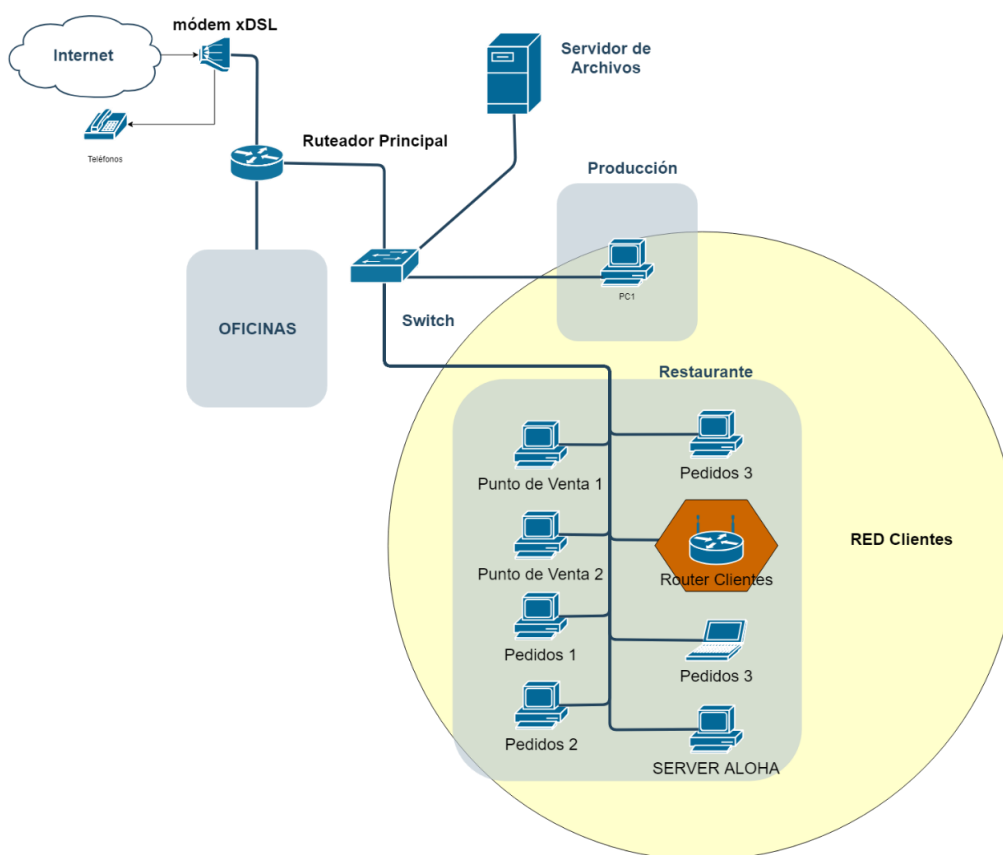 módem xDSL
Internet
Servidor de
Archivos
Teléfonos
Ruteador Principal
Producción
PC1
OFICINAS
Switch
Restaurante
Punto de Venta 1
Pedidos 3
Punto de Venta 2
Router Clientes
RED Clientes
Pedidos 1
Pedidos 3
Pedidos 2
SERVER ALOHA